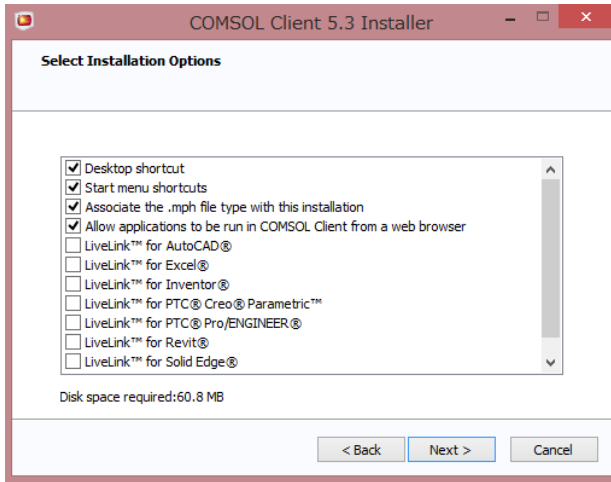 COMSOL Client 5.3 Installer
Select Installation Options
Desktop shortcut
Start menu shortcuts
Associate the .mph file type with this installation
Allow applications to be run in COMSOL Client from a web browser
LiveLink™ for AutoCAD®
LiveLink™ for Excel®
LiveLink™ for Inventor®
LiveLink™ for PTC® Creo® Parametric™
LiveLink™ for PTC® Pro/ENGINEER®
LiveLink™ for Revit®
LiveLink™ for Solid Edge®
Disk space required:60.8 MB
< Back Next > Cancel